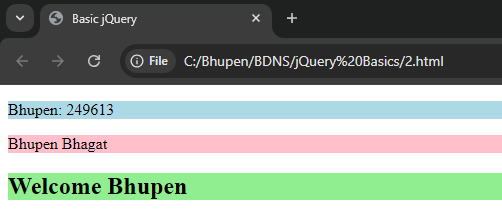 Basic jQuery
File
C:/Bhupen/BDNS/jQuery%20Basics/2.html
Bhupen: 249613
Bhupen Bhagat
Welcome Bhupen